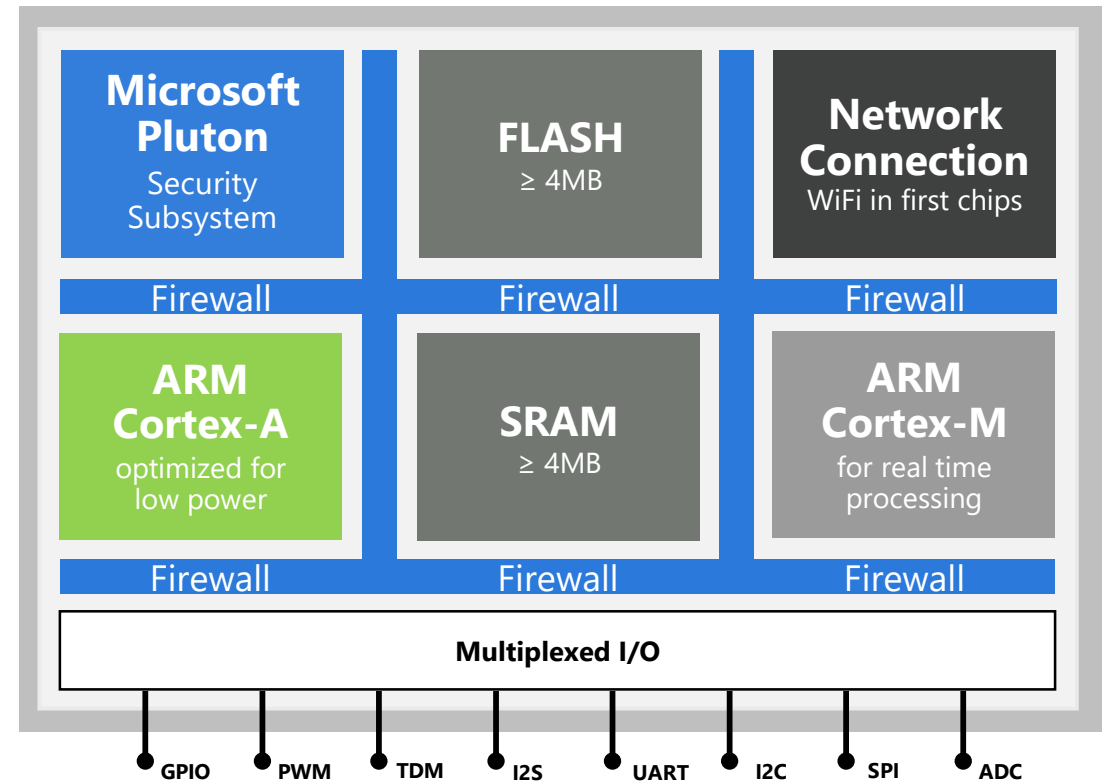 Microsoft
Pluton
Security
Subsystem
FLASH
≥ 4MB
Network
Connection
WiFi in first chips
Firewall
Firewall
Firewall
ARM
Cortex-A
optimized for
low power
SRAM
≥ 4MB
ARM
Cortex-M
for real time
processing
Firewall
Firewall
Firewall
Multiplexed I/O
GPIO
PWM
TDM
I2S
UART
I2C
SPI
ADC